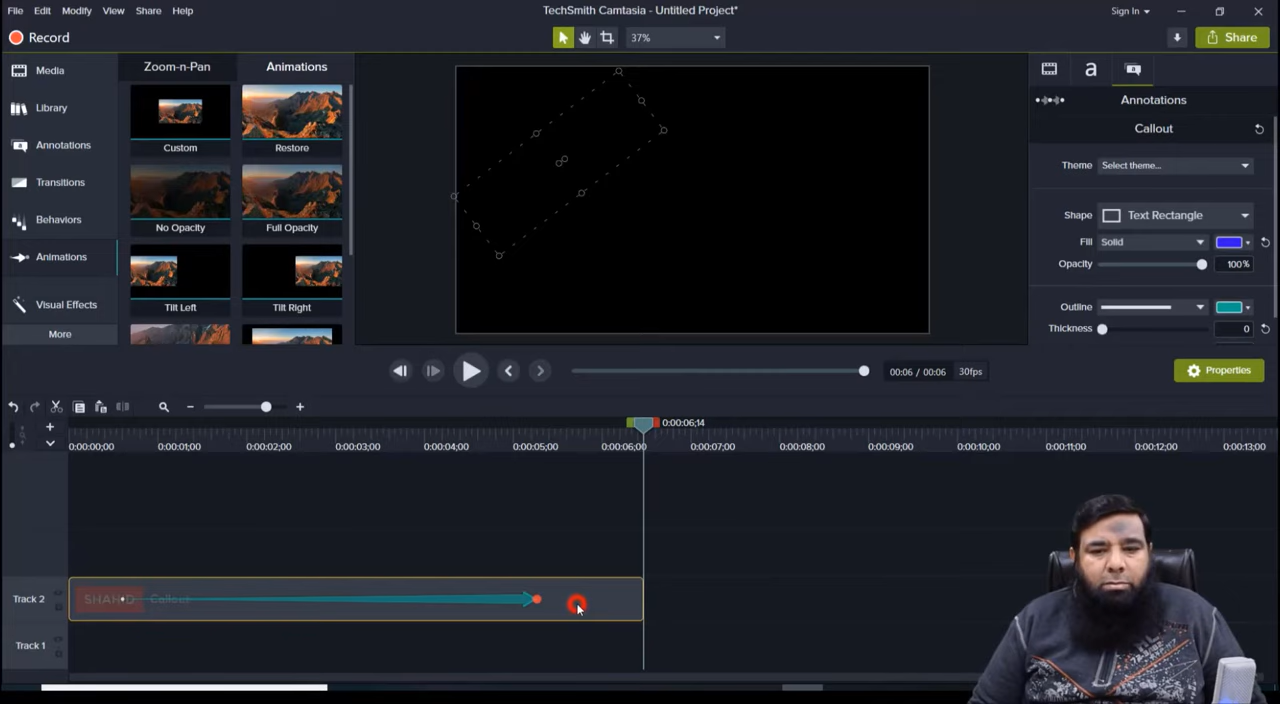 File Edit Modify View Share Help
TechSmith Camtasia - Untitled Project*
Sign In
Record
37%
Share
Media
Library
Annotations
Transitions
Behaviors
Animations
Visual Effects
More
Zoom-n-Pan
Animations
Custom
Restore
No Opacity
Full Opacity
Tilt Left
Tilt Right
a
Annotations
Callout
Theme Select theme...
Shape Text Rectangle
Fill Solid
Opacity 100%
Outline
Thickness 0
00:06 / 00:06 30fps
Properties
0:00:06;14
0:00:00;00 0:00:01;00 0:00:02;00 0:00:03;00 0:00:04;00 0:00:05;00 0:00:06;00 0:00:07;00 0:00:08;00 0:00:09;00 0:00:10;00 0:00:11;00 0:00:12;00 0:00:13;00
Track 2
SHAHID Callout
Track 1